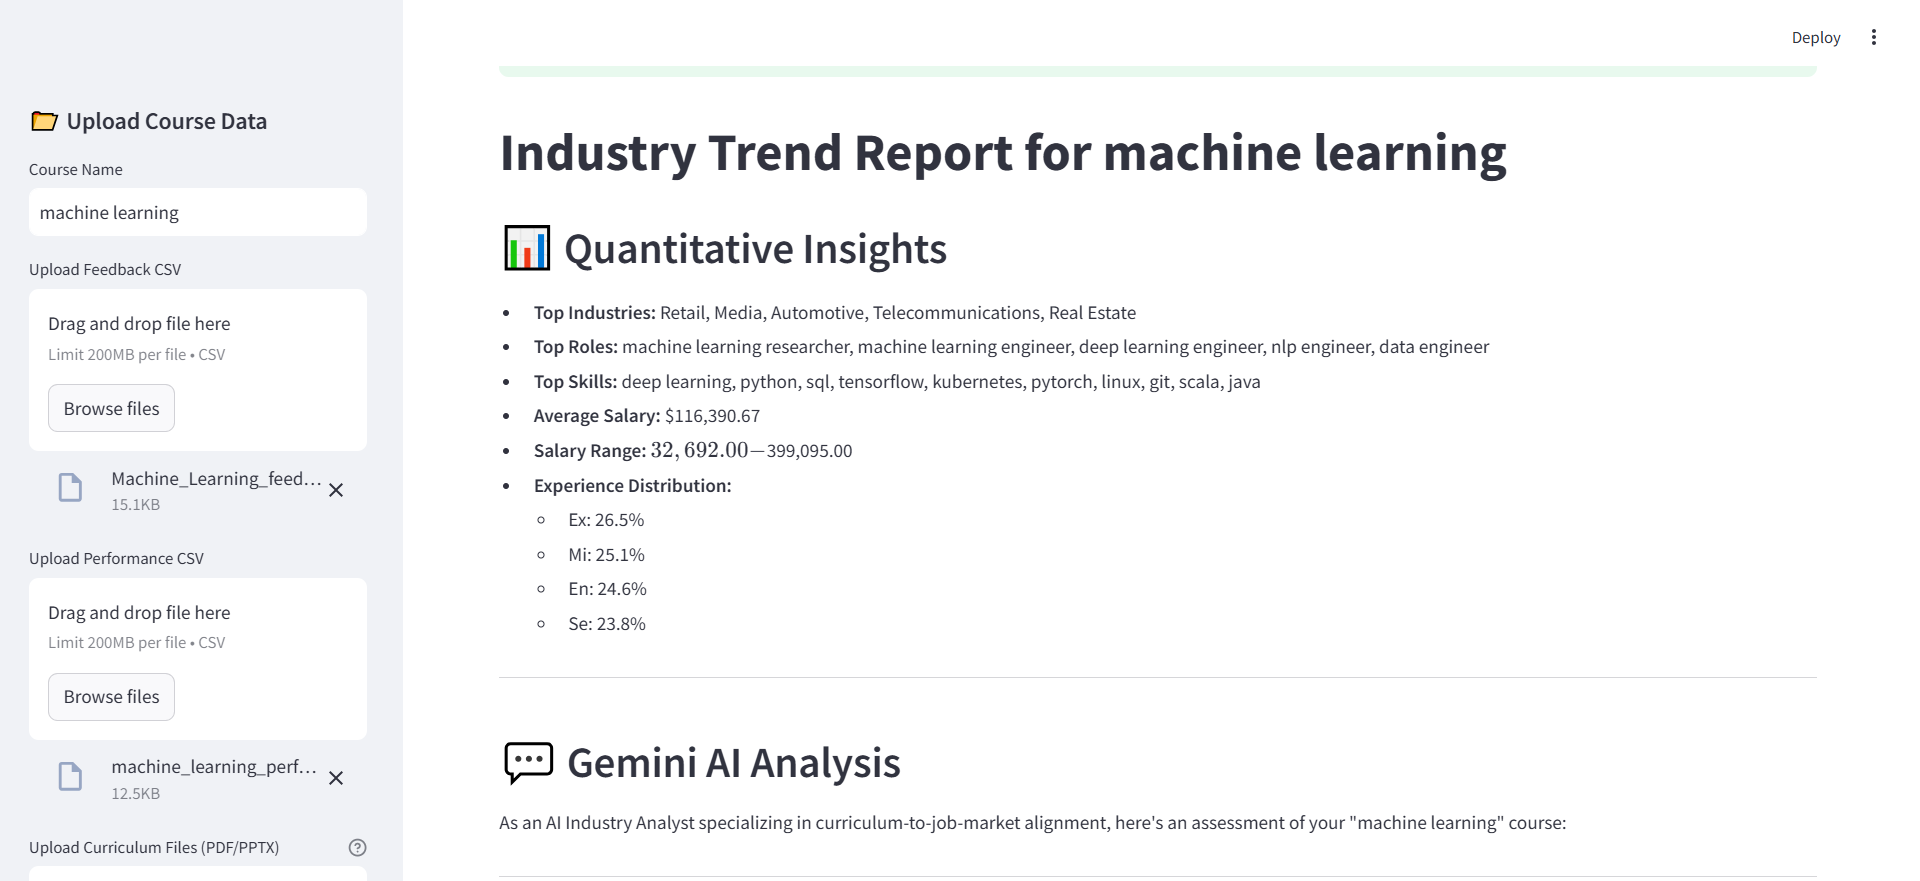 Deploy
📂 Upload Course Data
Course Name
machine learning
Upload Feedback CSV
Drag and drop file here
Limit 200MB per file • CSV
Browse files
Machine_Learning_feed...
15.1KB
Upload Performance CSV
Drag and drop file here
Limit 200MB per file • CSV
Browse files
machine_learning_perf...
12.5KB
Upload Curriculum Files (PDF/PPTX)
Industry Trend Report for machine learning
📊 Quantitative Insights
• Top Industries: Retail, Media, Automotive, Telecommunications, Real Estate
• Top Roles: machine learning researcher, machine learning engineer, deep learning engineer, nlp engineer, data engineer
• Top Skills: deep learning, python, sql, tensorflow, kubernetes, pytorch, linux, git, scala, java
• Average Salary: $116,390.67
• Salary Range: 32,692.00−399,095.00
• Experience Distribution:
◦ Ex: 26.5%
◦ Mi: 25.1%
◦ En: 24.6%
◦ Se: 23.8%
💬 Gemini AI Analysis
As an AI Industry Analyst specializing in curriculum-to-job-market alignment, here's an assessment of your "machine learning" course: